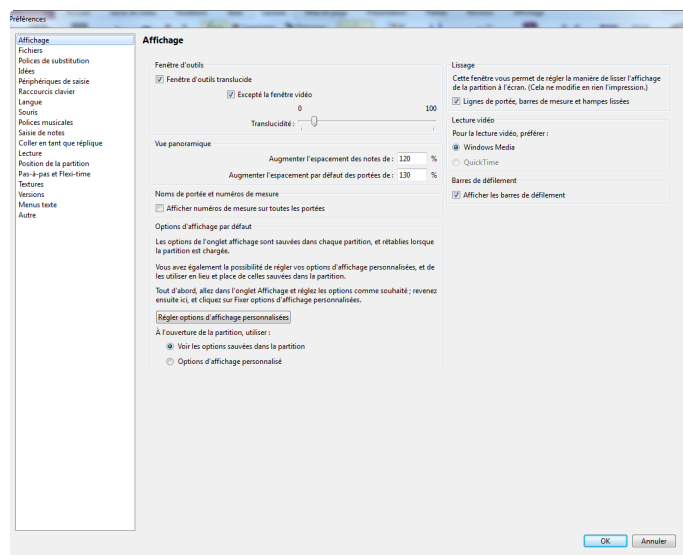 Préférences
Affichage
Fichiers
Polices de substitution
Idées
Périphériques de saisie
Raccourcis clavier
Langue
Souris
Polices musicales
Saisie de notes
Coller en tant que réplique
Lecture
Position de la partition
Pas-à-pas et Flexi-time
Textures
Versions
Menus texte
Autre
Affichage
Fenêtre d'outils
Fenêtre d'outils translucide
Excepté la fenêtre vidéo
0 100
Translucidité :
Vue panoramique
Augmenter l'espacement des notes de : 120 %
Augmenter l'espacement par défaut des portées de : 130 %
Noms de portée et numéros de mesure
Afficher numéros de mesure sur toutes les portées
Options d'affichage par défaut
Les options de l'onglet affichage sont sauvées dans chaque partition, et rétablies lorsque
la partition est chargée.
Vous avez également la possibilité de régler vos options d'affichage personnalisées, et de
les utiliser en lieu et place de celles sauvées dans la partition.
Tout d'abord, allez dans l'onglet Affichage et réglez les options comme souhaité ; revenez
ensuite ici, et cliquez sur Fixer options d'affichage personnalisées.
Régler options d'affichage personnalisées
À l'ouverture de la partition, utiliser :
Voir les options sauvées dans la partition
Options d'affichage personnalisé
Lissage
Cette fenêtre vous permet de régler la manière de lisser l'affichage
de la partition à l'écran. (Cela ne modifie en rien l'impression.)
Lignes de portée, barres de mesure et hampes lissées
Lecture vidéo
Pour la lecture vidéo, préférer :
Windows Media
QuickTime
Barres de défilement
Afficher les barres de défilement
OK Annuler